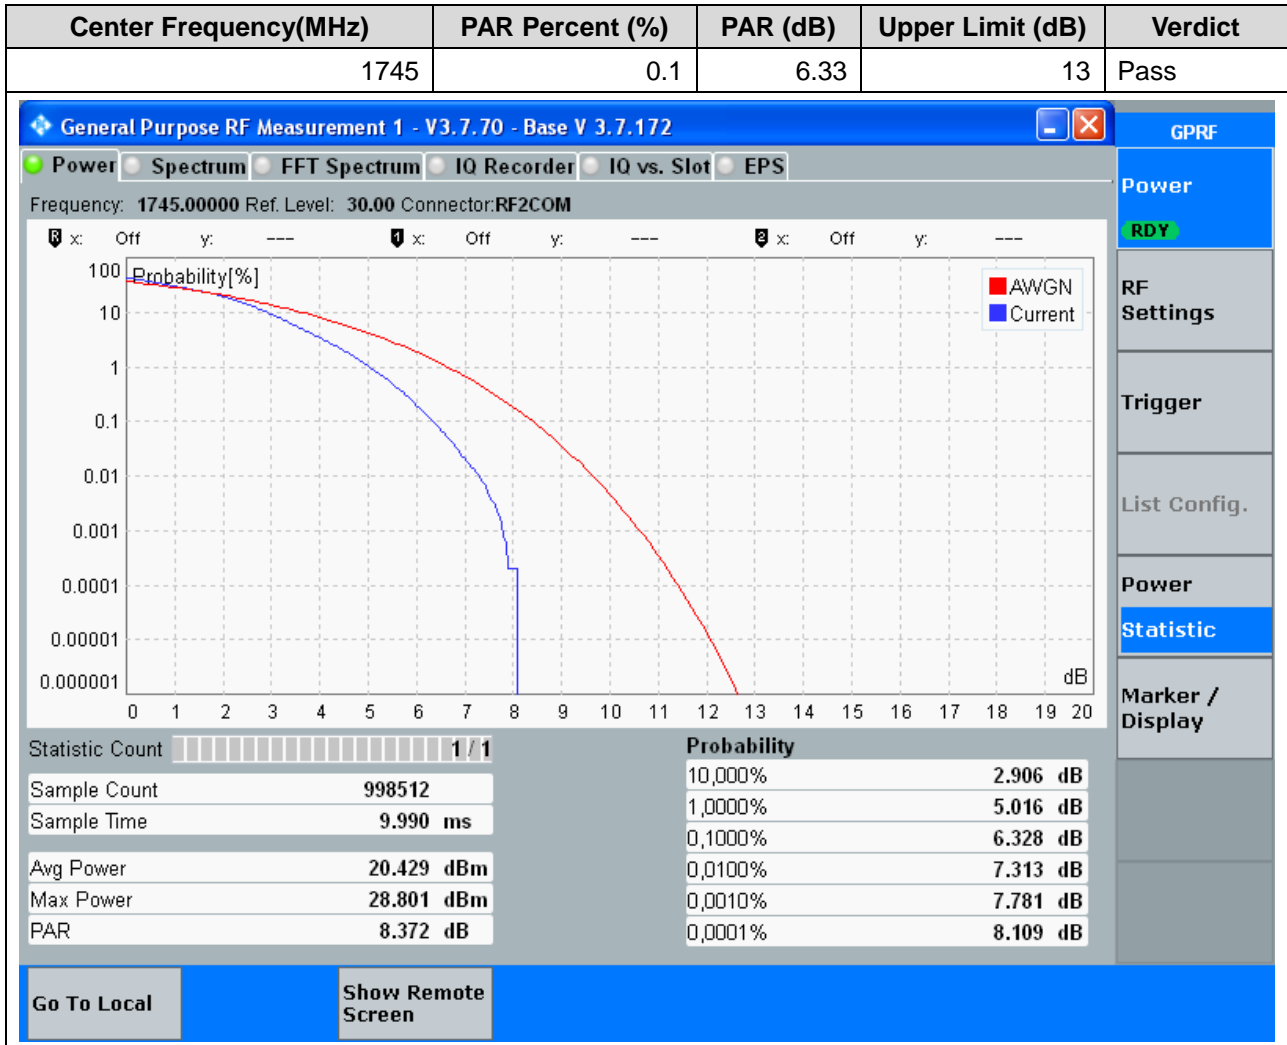 Center Frequency(MHz) PAR Percent (%) PAR (dB) Upper Limit (dB) Verdict
1745 0.1 6.33 13 Pass
General Purpose RF Measurement 1 - V3.7.70 - Base V 3.7.172
GPRF
Power Spectrum FFT Spectrum IQ Recorder IQ vs. Slot EPS
Frequency: 1745.00000 Ref. Level: 30.00 Connector:RF2COM
R x: Off y: --- 1 x: Off y: --- 2 x: Off y: ---
Probability[%]
AWGN
Current
100
10
1
0.1
0.01
0.001
0.0001
0.00001
0.000001
dB
0 1 2 3 4 5 6 7 8 9 10 11 12 13 14 15 16 17 18 19 20
Statistic Count 1 / 1
Sample Count 998512
Sample Time 9.990 ms
Avg Power 20.429 dBm
Max Power 28.801 dBm
PAR 8.372 dB
Probability
10,000% 2.906 dB
1,0000% 5.016 dB
0,1000% 6.328 dB
0,0100% 7.313 dB
0,0010% 7.781 dB
0,0001% 8.109 dB
Power
RDY
RF
Settings
Trigger
List Config.
Power
Statistic
Marker /
Display
Go To Local
Show Remote
Screen